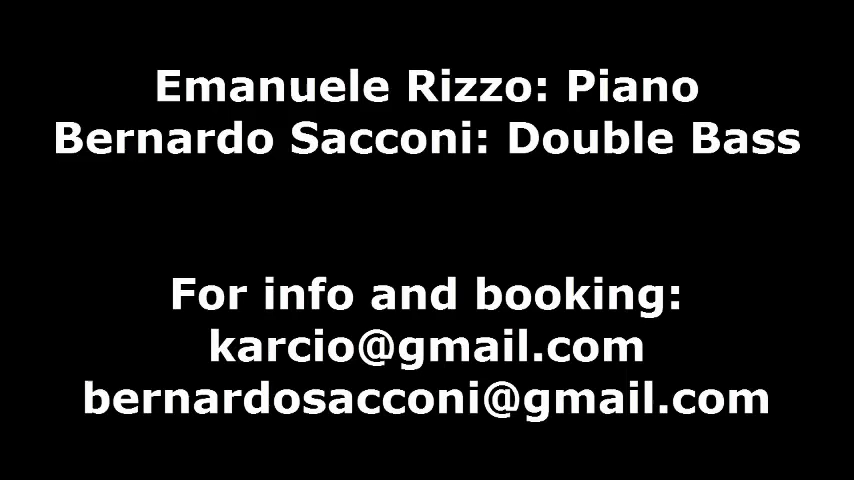 Emanuele Rizzo: Piano
Bernardo Sacconi: Double Bass
For info and booking:
karcio@gmail.com
bernardosacconi@gmail.com